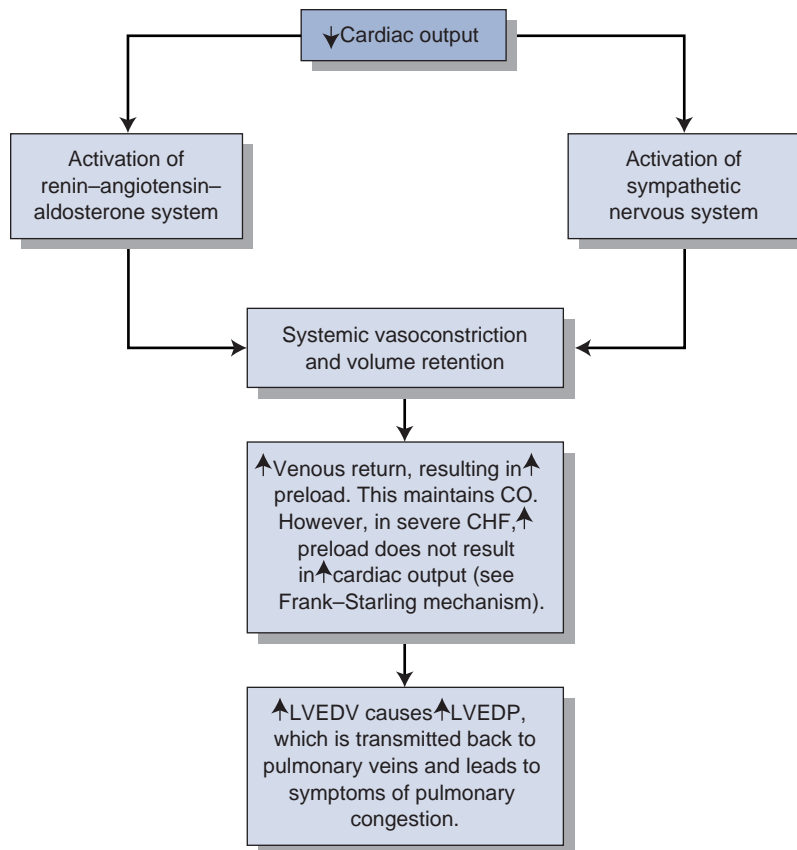 ↓Cardiac output
Activation of
renin–angiotensin–
aldosterone system
Activation of
sympathetic
nervous system
Systemic vasoconstriction
and volume retention
↑Venous return, resulting in↑
preload. This maintains CO.
However, in severe CHF,↑
preload does not result
in↑cardiac output (see
Frank–Starling mechanism).
↑LVEDV causes↑LVEDP,
which is transmitted back to
pulmonary veins and leads to
symptoms of pulmonary
congestion.